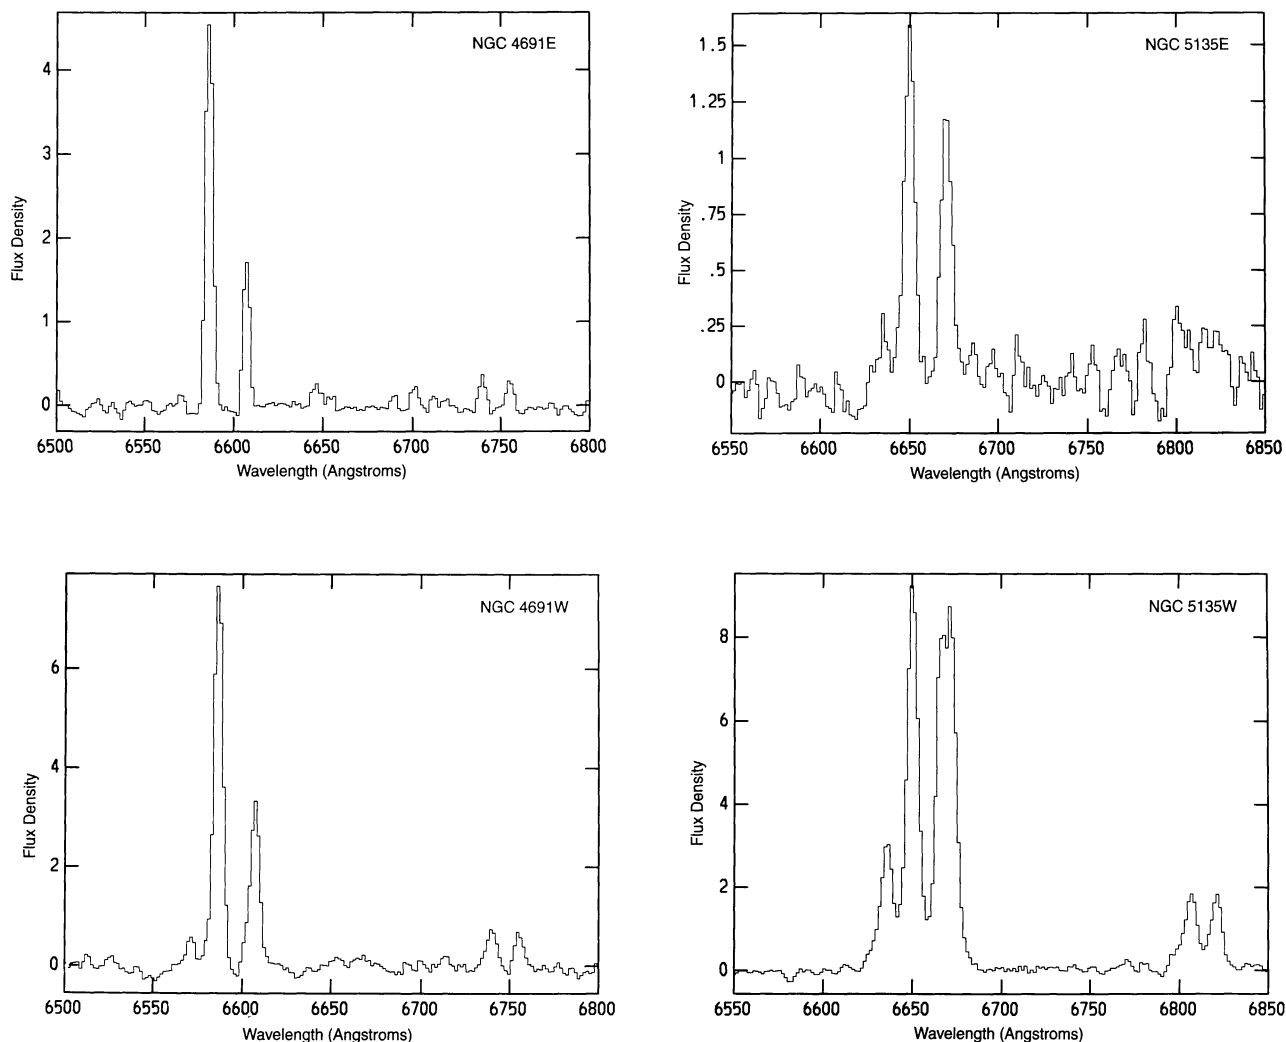 NGC 4691E
4
3
2
1
0
Flux Density
6500 6550 6600 6650 6700 6750 6800
Wavelength (Angstroms)
NGC 5135E
1.5
1.25
1
.75
.5
.25
0
Flux Density
6550 6600 6650 6700 6750 6800 6850
Wavelength (Angstroms)
NGC 4691W
6
4
2
0
Flux Density
6500 6550 6600 6650 6700 6750 6800
Wavelength (Angstroms)
NGC 5135W
8
6
4
2
0
Flux Density
6550 6600 6650 6700 6750 6800 6850
Wavelength (Angstroms)